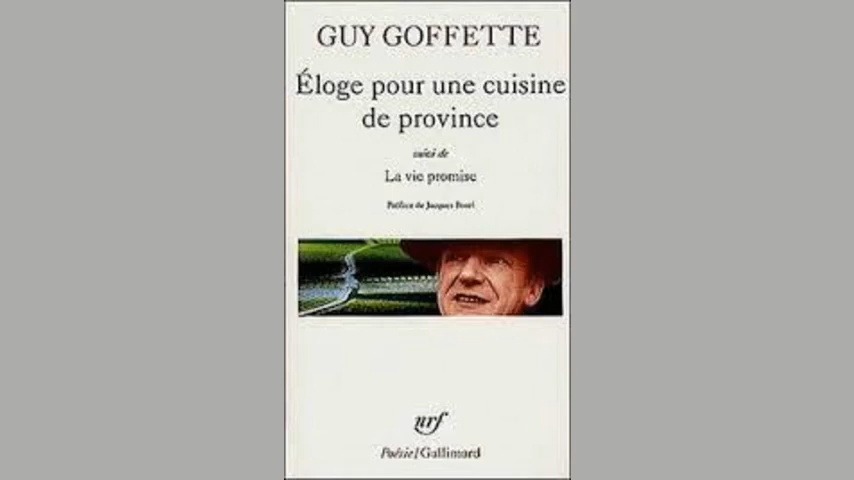 GUY GOFFETTE
Éloge pour une cuisine
de province
suivi de
La vie promise
Préface de Jacques Borel
nrf
Poésie/Gallimard